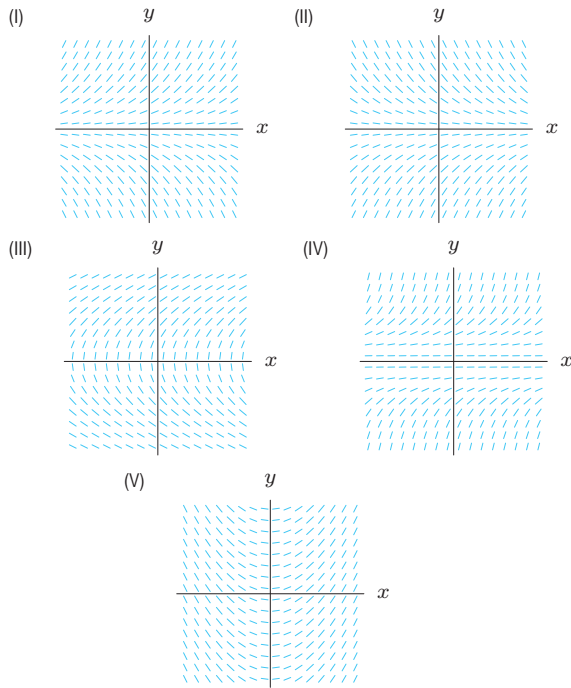 (I) y
x
(II) y
x
(III) y
x
(IV) y
x
(V) y
x